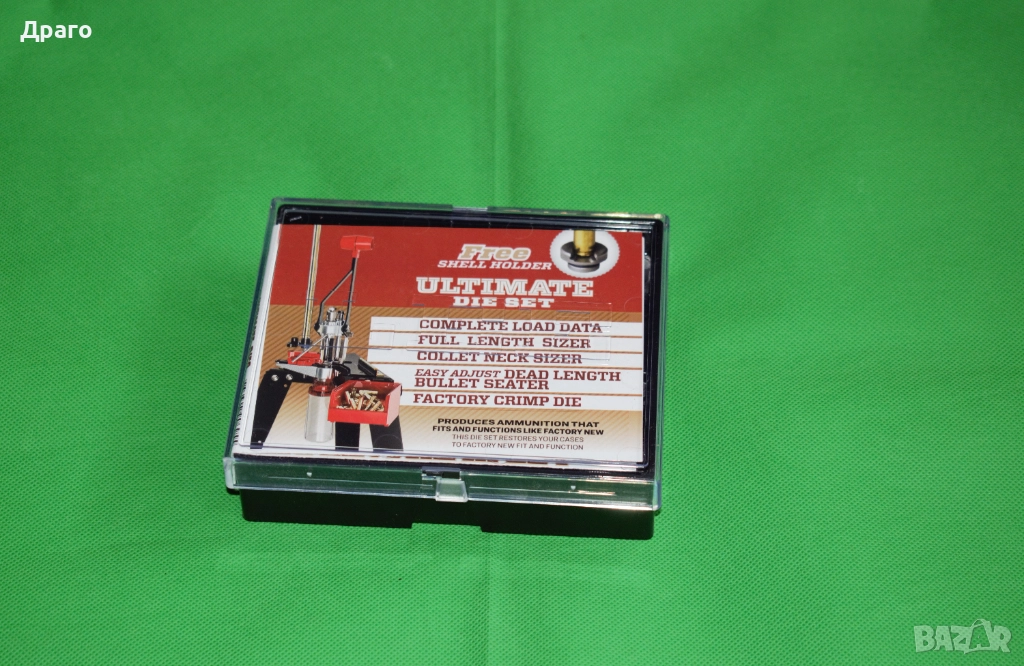 Драго
Free
SHELL HOLDER
ULTIMATE
DIE SET
COMPLETE LOAD DATA
FULL LENGTH SIZER
COLLET NECK SIZER
EASY ADJUST DEAD LENGTH
BULLET SEATER
FACTORY CRIMP DIE
PRODUCES AMMUNITION THAT
FITS AND FUNCTIONS LIKE FACTORY NEW
THIS DIE SET RESTORES YOUR CASES
TO FACTORY NEW FIT AND FUNCTION
BAZAR